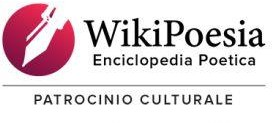 WikiPoesia
Enciclopedia Poetica
PATROCINIO CULTURALE